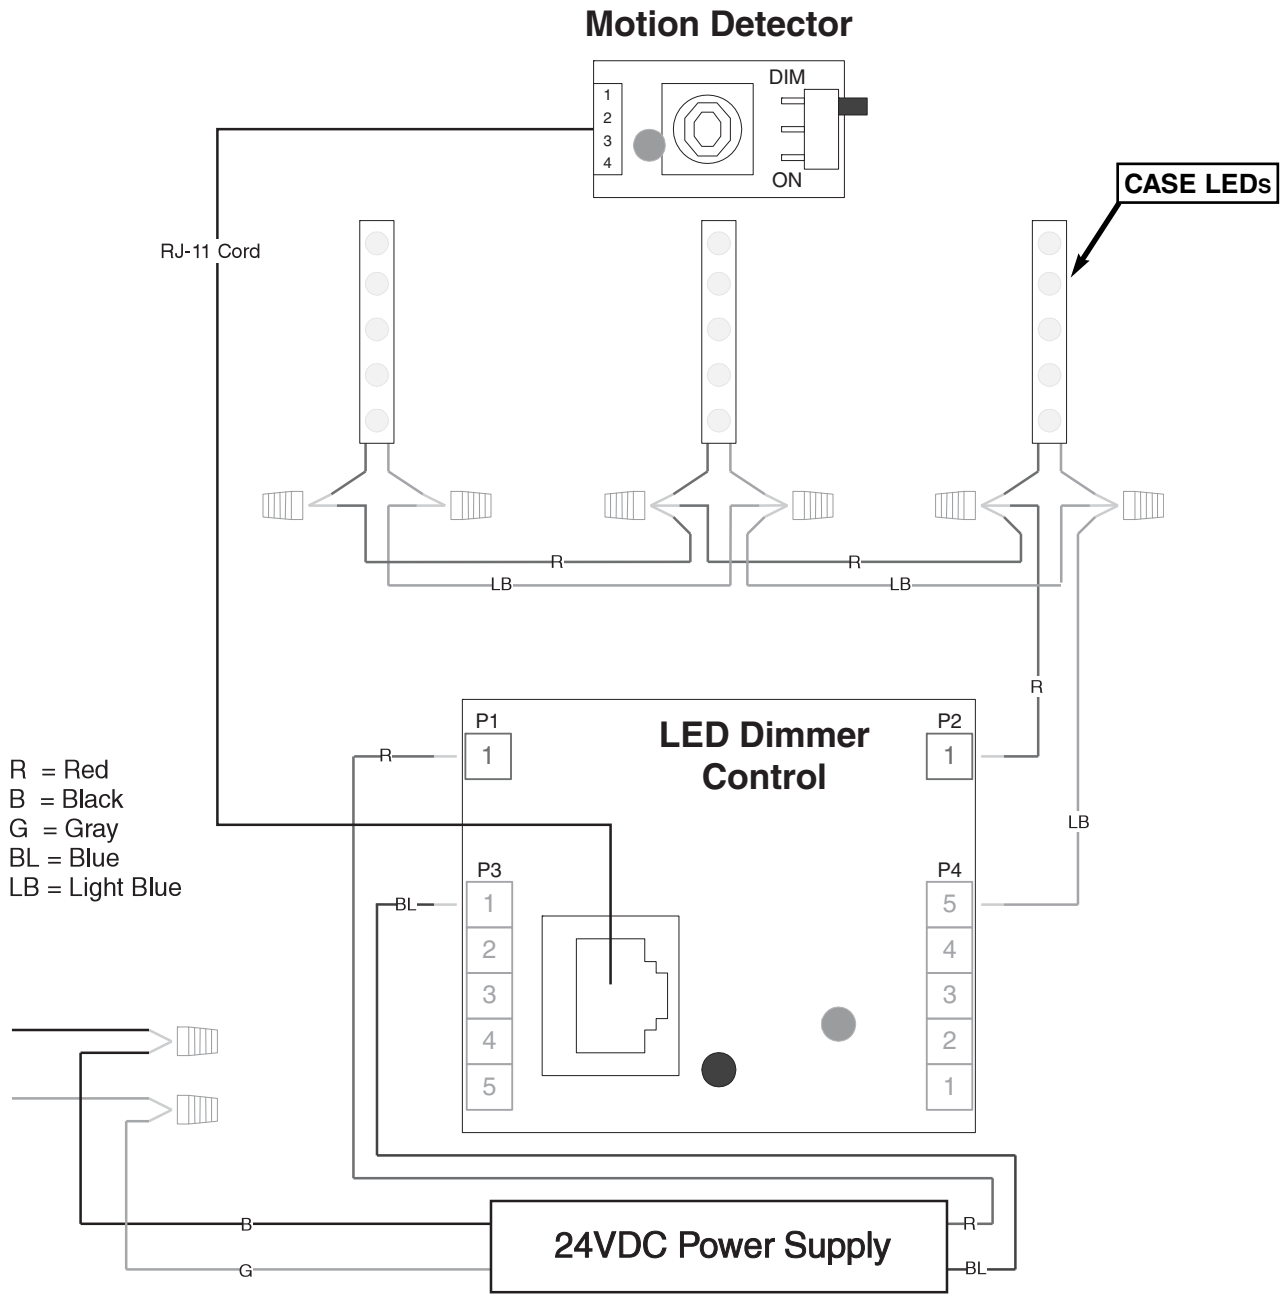 Motion Detector
DIM
1
2
3
4
ON
CASE LEDs
RJ-11 Cord
R
R
LB
LB
R
P1
LED Dimmer
Control
P2
1
1
R
R = Red
B = Black
G = Gray
BL = Blue
LB = Light Blue
LB
P3
P4
BL
1
2
3
4
5
5
4
3
2
1
B
G
24VDC Power Supply
R
BL